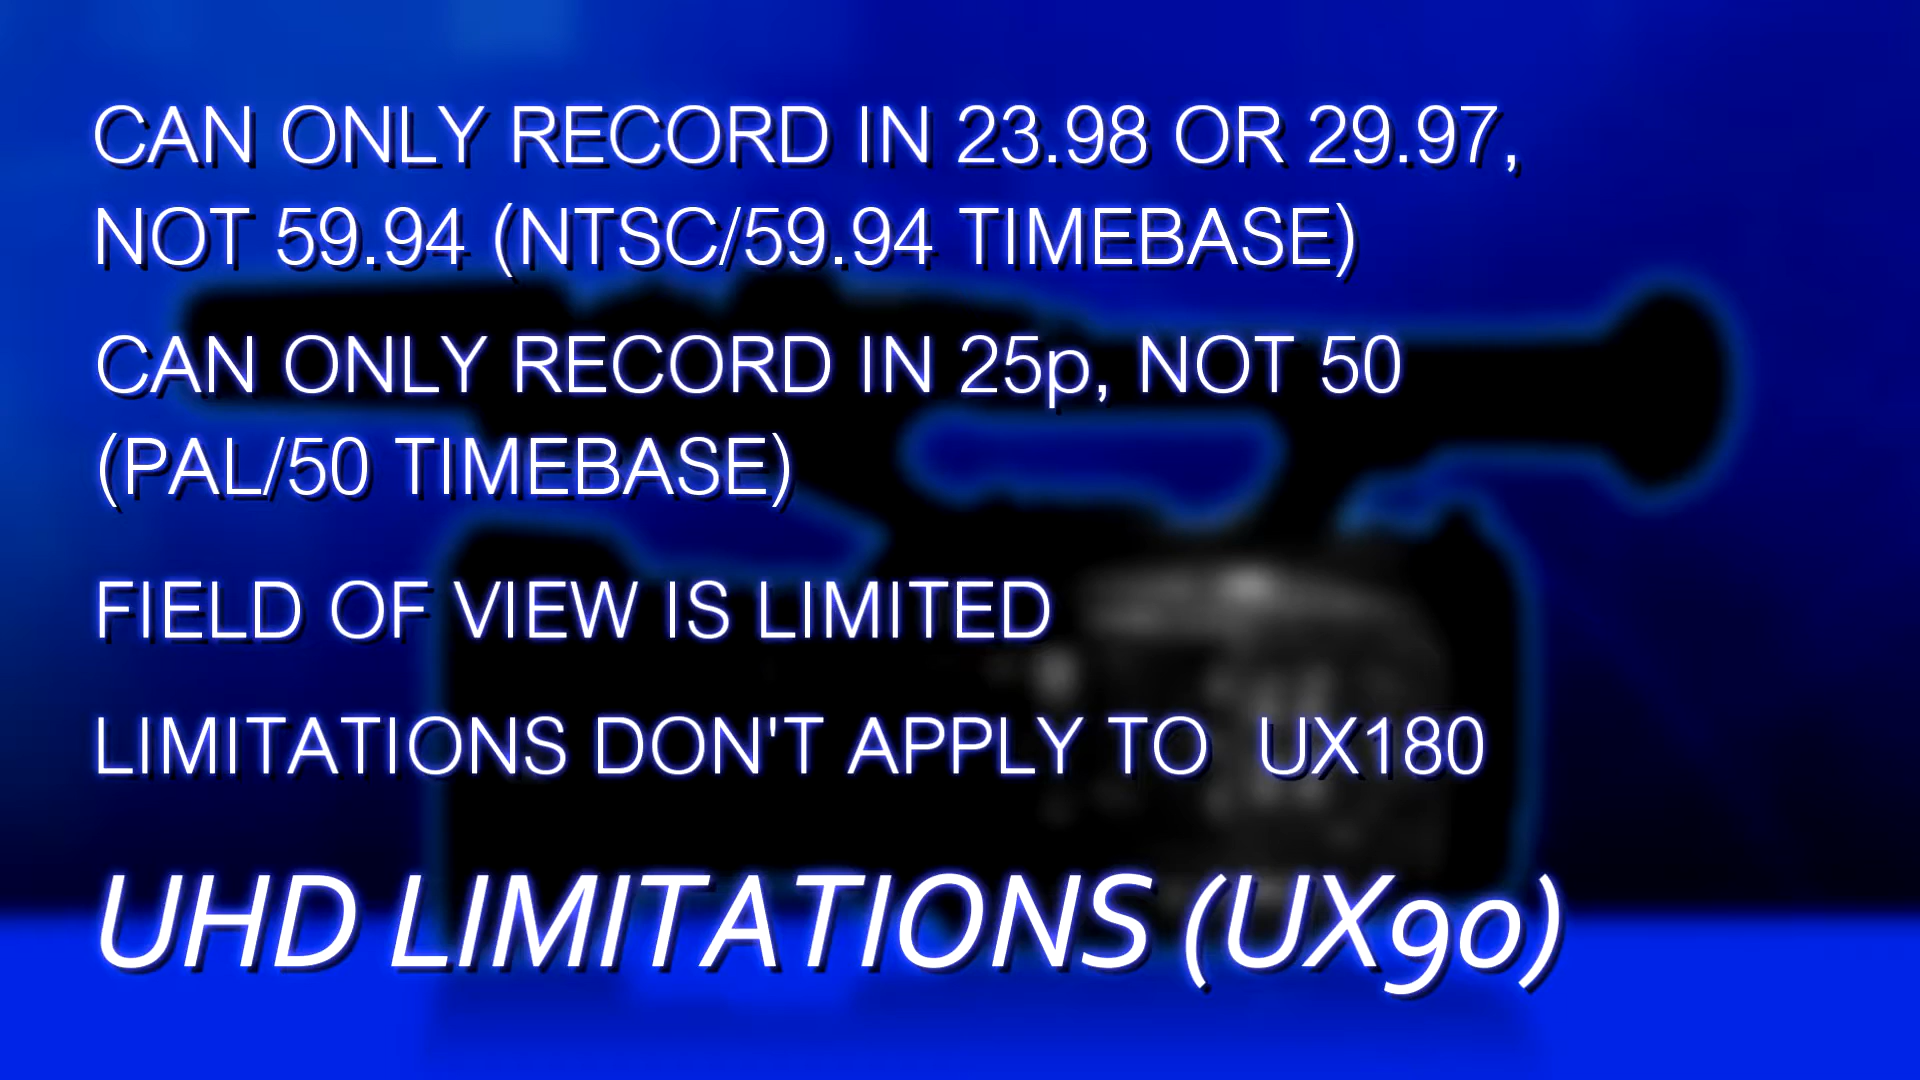 CAN ONLY RECORD IN 23.98 OR 29.97,
NOT 59.94 (NTSC/59.94 TIMEBASE)
CAN ONLY RECORD IN 25p, NOT 50
(PAL/50 TIMEBASE)
FIELD OF VIEW IS LIMITED
LIMITATIONS DON'T APPLY TO  UX180
UHD LIMITATIONS (UX90)